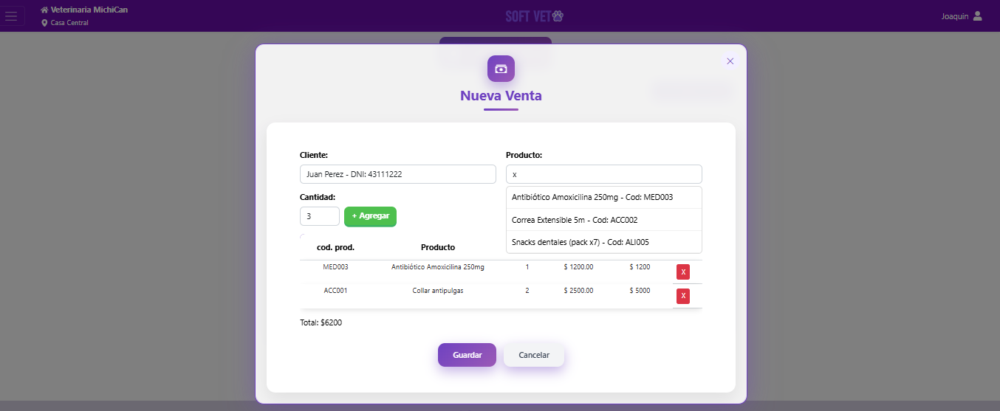 Veterinaria MichiCan
Casa Central
SOFT VET
Joaquin
Nueva Venta
Cliente:
Producto:
Juan Perez - DNI: 43111222
x
Cantidad:
3
+ Agregar
Antibiótico Amoxicilina 250mg - Cod: MED003
Correa Extensible 5m - Cod: ACC002
Snacks dentales (pack x7) - Cod: ALI005
cod. prod. Producto
MED003 Antibiótico Amoxicilina 250mg 1 $ 1200.00 $ 1200 X
ACC001 Collar antipulgas 2 $ 2500.00 $ 5000 X
Total: $6200
Guardar Cancelar